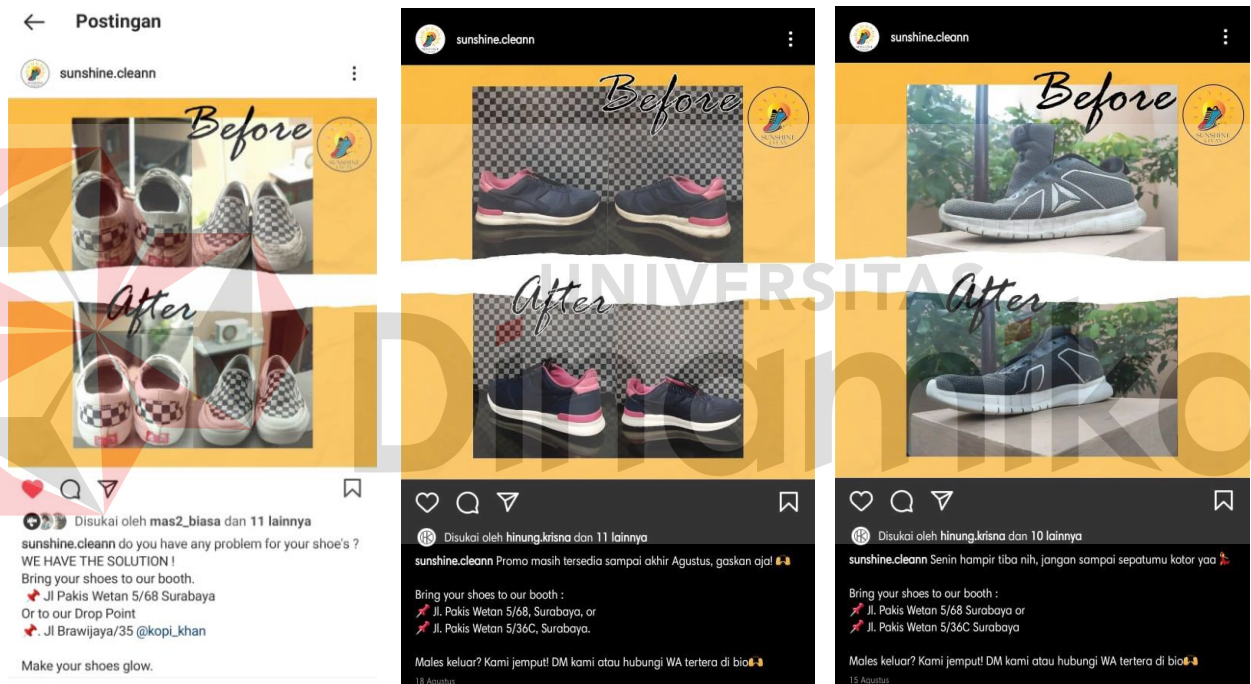 Postingan
sunshine.cleann
Before
SUNSHINE
After
Disukai oleh mas2_biasa dan 11 lainnya
sunshine.cleann do you have any problem for your shoe's ?
WE HAVE THE SOLUTION !
Bring your shoes to our booth.
📌 Jl Pakis Wetan 5/68 Surabaya
Or to our Drop Point
📌. Jl Brawijaya/35 @kopi_khan
Make your shoes glow.
sunshine.cleann
Before
SUNSHINE
After
Disukai oleh hinung.krisna dan 11 lainnya
sunshine.cleann Promo masih tersedia sampai akhir Agustus, gaskan aja! 🙌
Bring your shoes to our booth :
📌 Jl. Pakis Wetan 5/68, Surabaya, or
📌 Jl. Pakis Wetan 5/36C, Surabaya.
Males keluar? Kami jemput! DM kami atau hubungi WA tertera di bio🙌
18 Agustus
sunshine.cleann
Before
SUNSHINE
After
Disukai oleh hinung.krisna dan 10 lainnya
sunshine.cleann Senin hampir tiba nih, jangan sampai sepatumu kotor yaa 💃
Bring your shoes to our booth :
📌 Jl. Pakis Wetan 5/68 Surabaya or
📌 Jl. Pakis Wetan 5/36C Surabaya
Males keluar? Kami jemput! DM kami atau hubungi WA tertera di bio🙌
15 Agustus
UNIVERSITAS
Dinamika